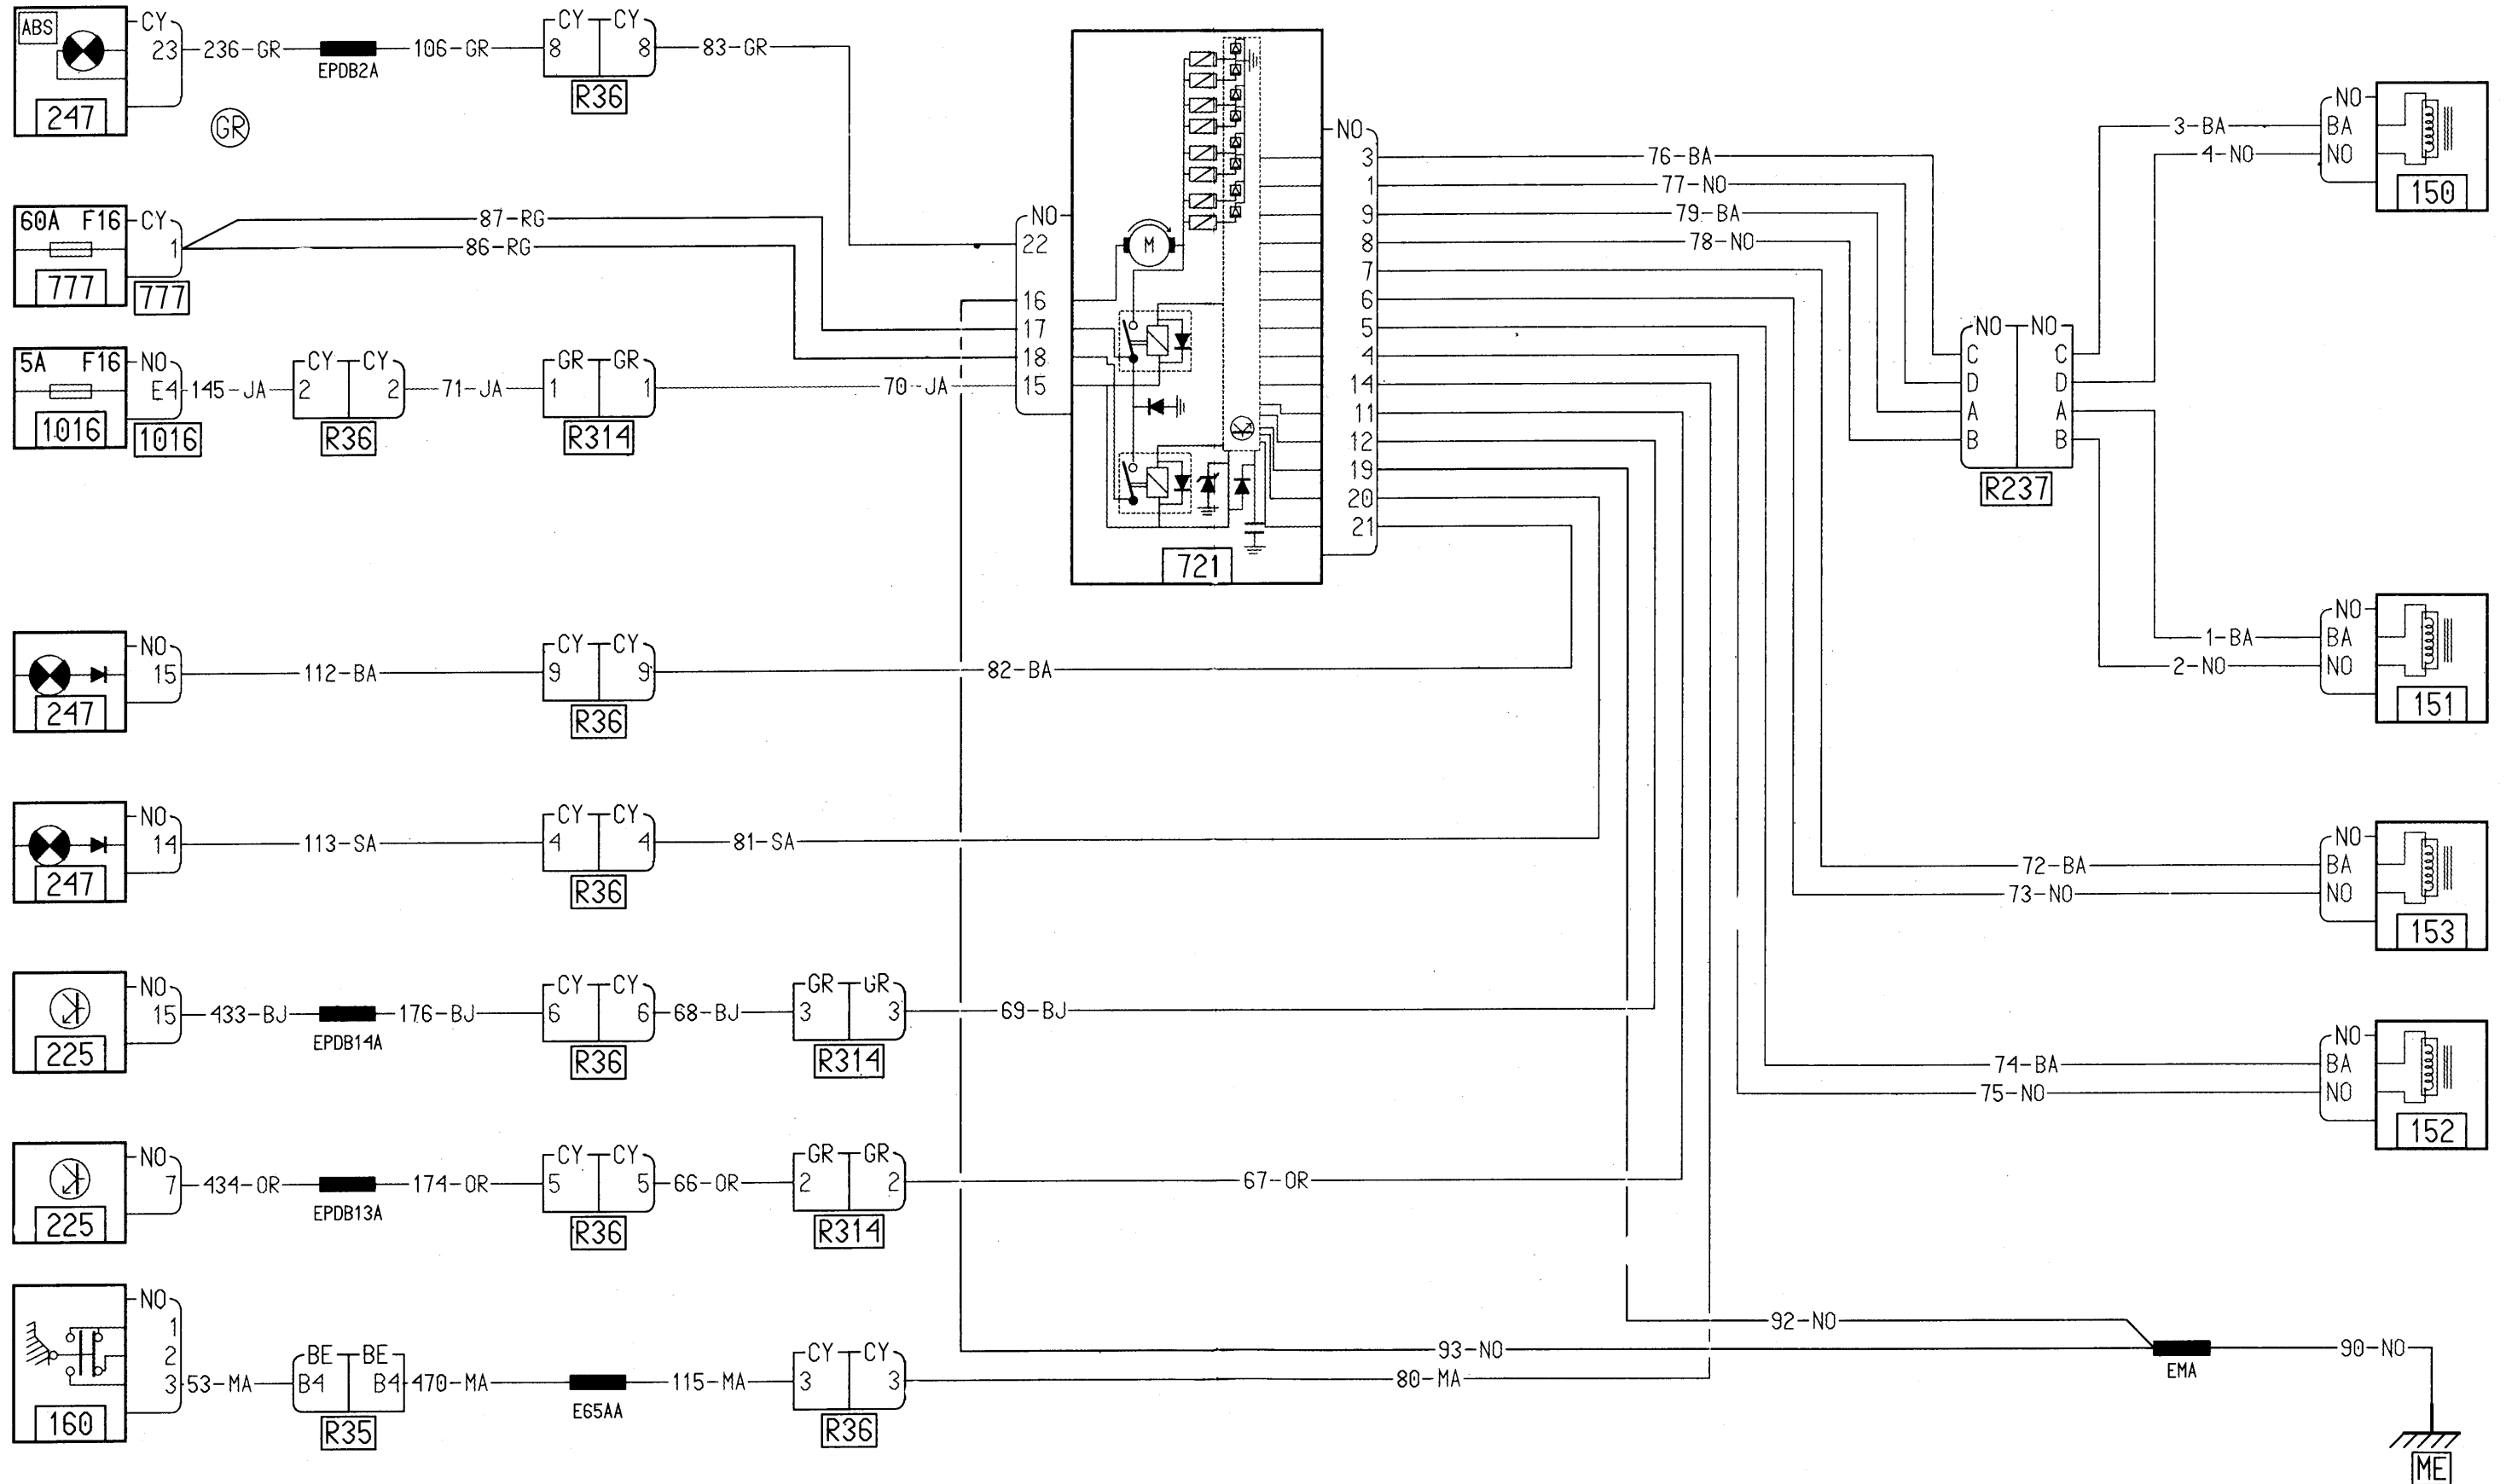 ABS
CY
23
236-GR
EPDB2A
106-GR
CY CY
8 8
R36
83-GR
247
GR
60A F16
CY
1
777
777
87-RG
86-RG
5A F16
NO
E4
1016
1016
145-JA
CY CY
2 2
R36
71-JA
GR GR
1 1
R314
70-JA
NO
22
16
17
18
15
M
721
NO
3
1
9
8
7
6
5
4
14
11
12
19
20
21
76-BA
77-NO
79-BA
78-NO
NO NO
C C
D D
A A
B B
R237
3-BA
4-NO
NO
BA
NO
150
1-BA
2-NO
NO
BA
NO
151
NO
15
247
112-BA
CY CY
9 9
R36
82-BA
NO
14
247
113-SA
CY CY
4 4
R36
81-SA
72-BA
73-NO
NO
BA
NO
153
NO
15
225
433-BJ
EPDB14A
176-BJ
CY CY
6 6
R36
68-BJ
GR GR
3 3
R314
69-BJ
74-BA
75-NO
NO
BA
NO
152
NO
7
225
434-OR
EPDB13A
174-OR
CY CY
5 5
R36
66-OR
GR GR
2 2
R314
67-OR
NO
1
2
3
160
53-MA
BE BE
B4 B4
R35
470-MA
E65AA
115-MA
CY CY
3 3
R36
92-NO
93-NO
80-MA
EMA
90-NO
ME